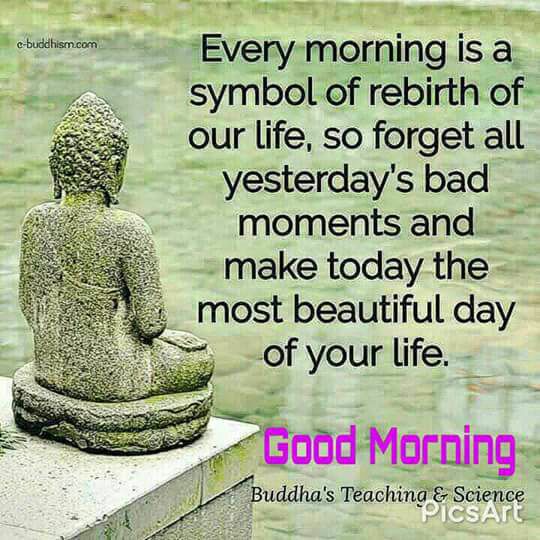 e-buddhism.com
Every morning is a
symbol of rebirth of
our life, so forget all
yesterday's bad
moments and
make today the
most beautiful day
of your life.
Good Morning
Buddha's Teaching & Science
PicsArt